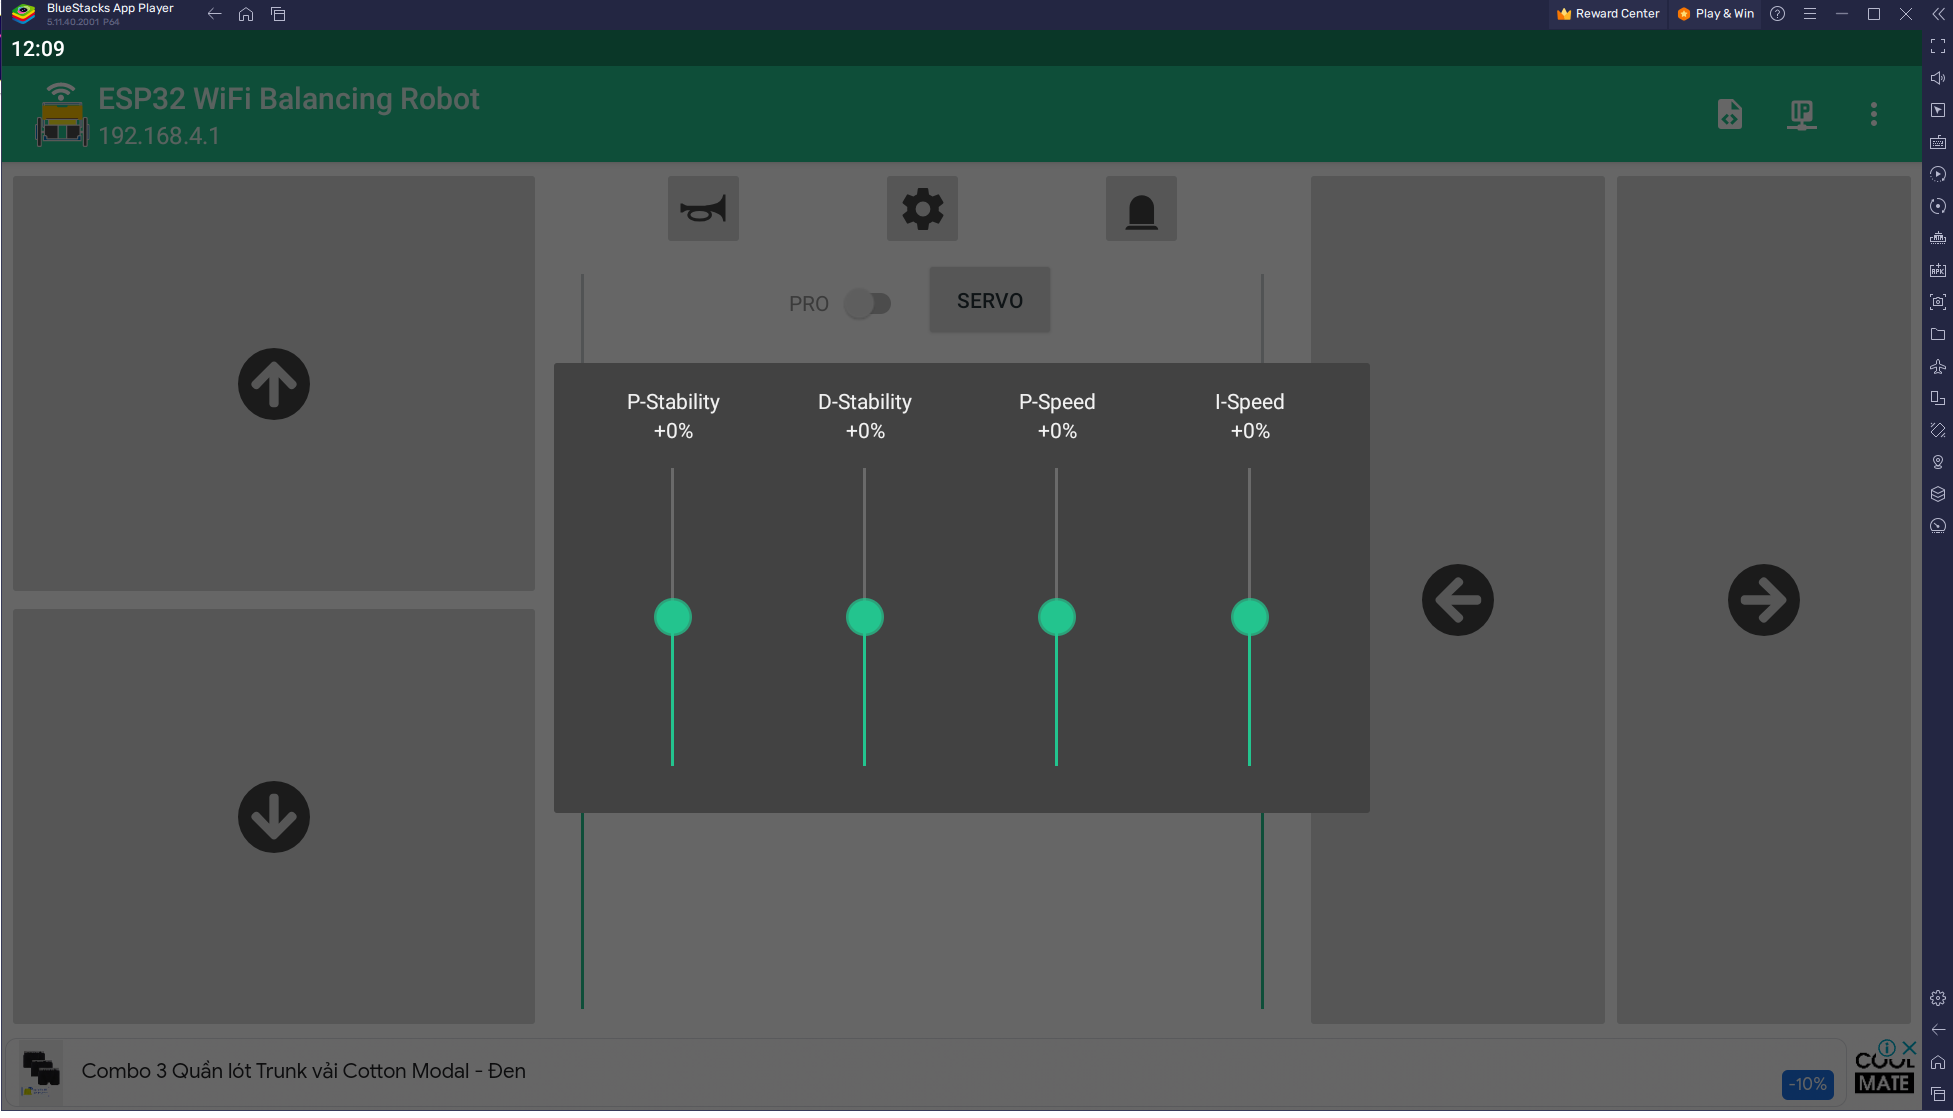 BlueStacks App Player
5.11.40.2001 P64
Reward Center
Play & Win
12:09
ESP32 WiFi Balancing Robot
192.168.4.1
IP
PRO
SERVO
P-Stability
+0%
D-Stability
+0%
P-Speed
+0%
I-Speed
+0%
APK
Combo 3 Quần lót Trunk vải Cotton Modal - Đen
-10%
COOL
MATE